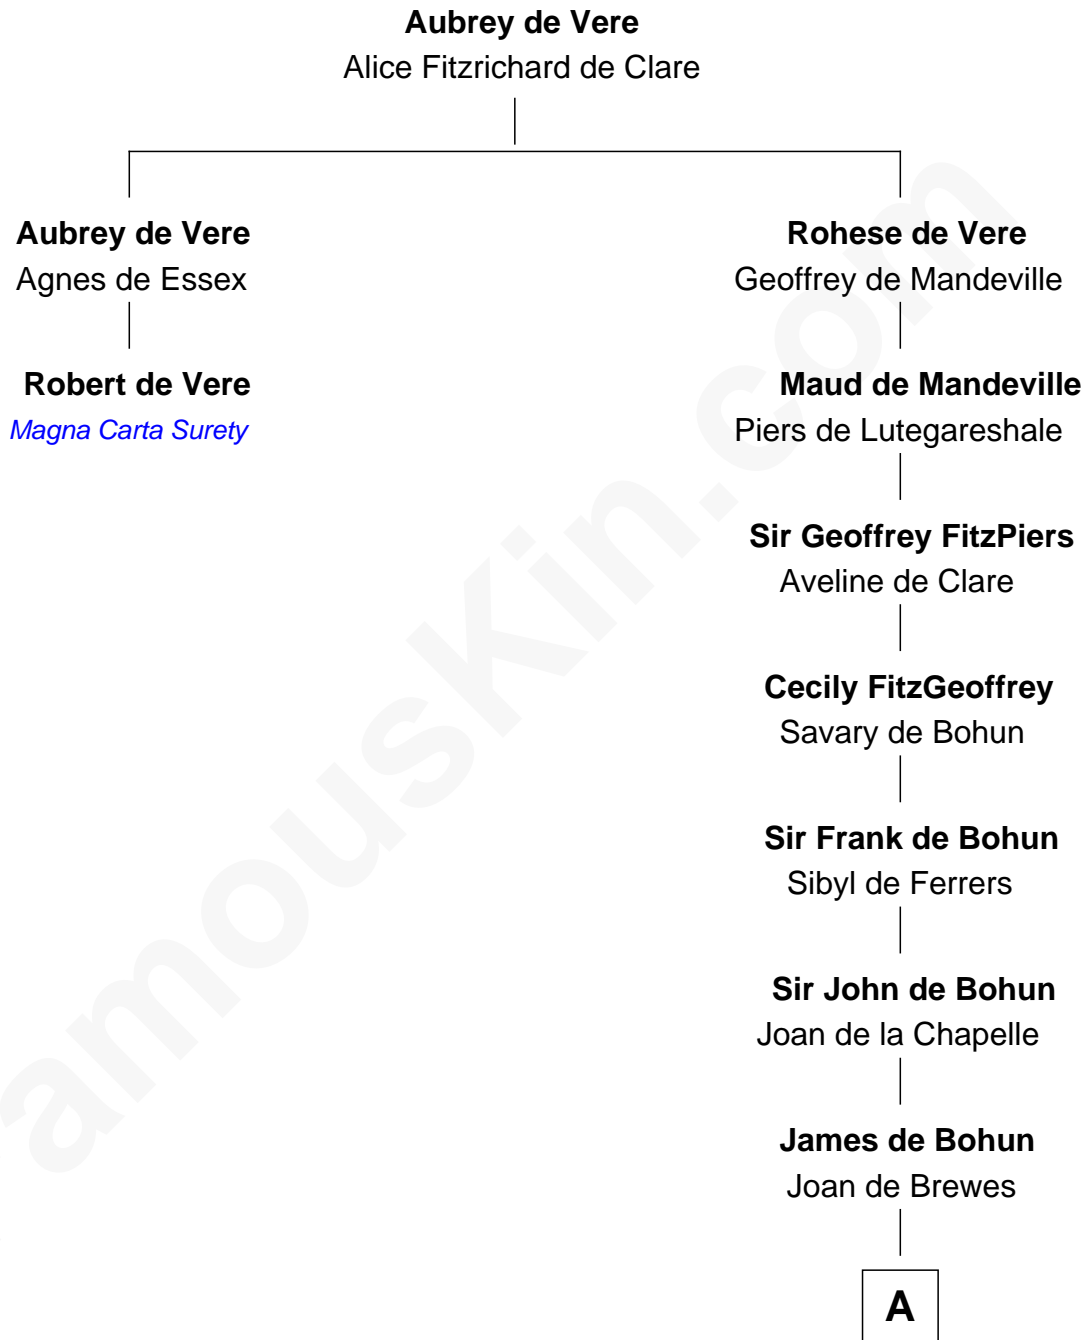 Aubrey de Vere
Alice Fitzrichard de Clare
Aubrey de Vere
Agnes de Essex
Rohese de Vere
Geoffrey de Mandeville
Robert de Vere
Magna Carta Surety
Maud de Mandeville
Piers de Lutegareshale
Sir Geoffrey FitzPiers
Aveline de Clare
Cecily FitzGeoffrey
Savary de Bohun
Sir Frank de Bohun
Sibyl de Ferrers
Sir John de Bohun
Joan de la Chapelle
James de Bohun
Joan de Brewes
A
amouskin.com